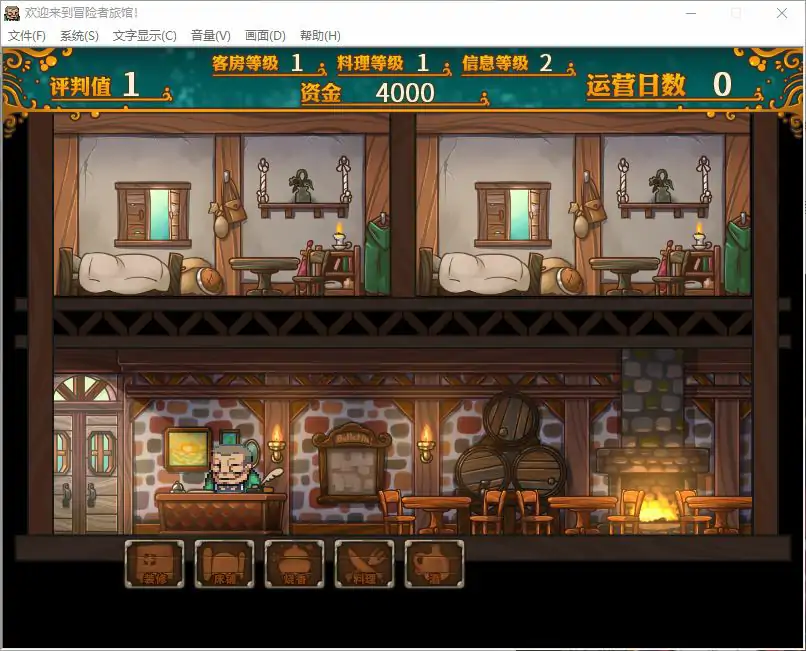 欢迎来到冒险者旅馆!
文件(F) 系统(S) 文字显示(C) 音量(V) 画面(D) 帮助(H)
客房等级 1 料理等级 1 信息等级 2
评判值 1 资金 4000 运营日数 0
Bulletin
装修 床铺 烧香 料理 酒